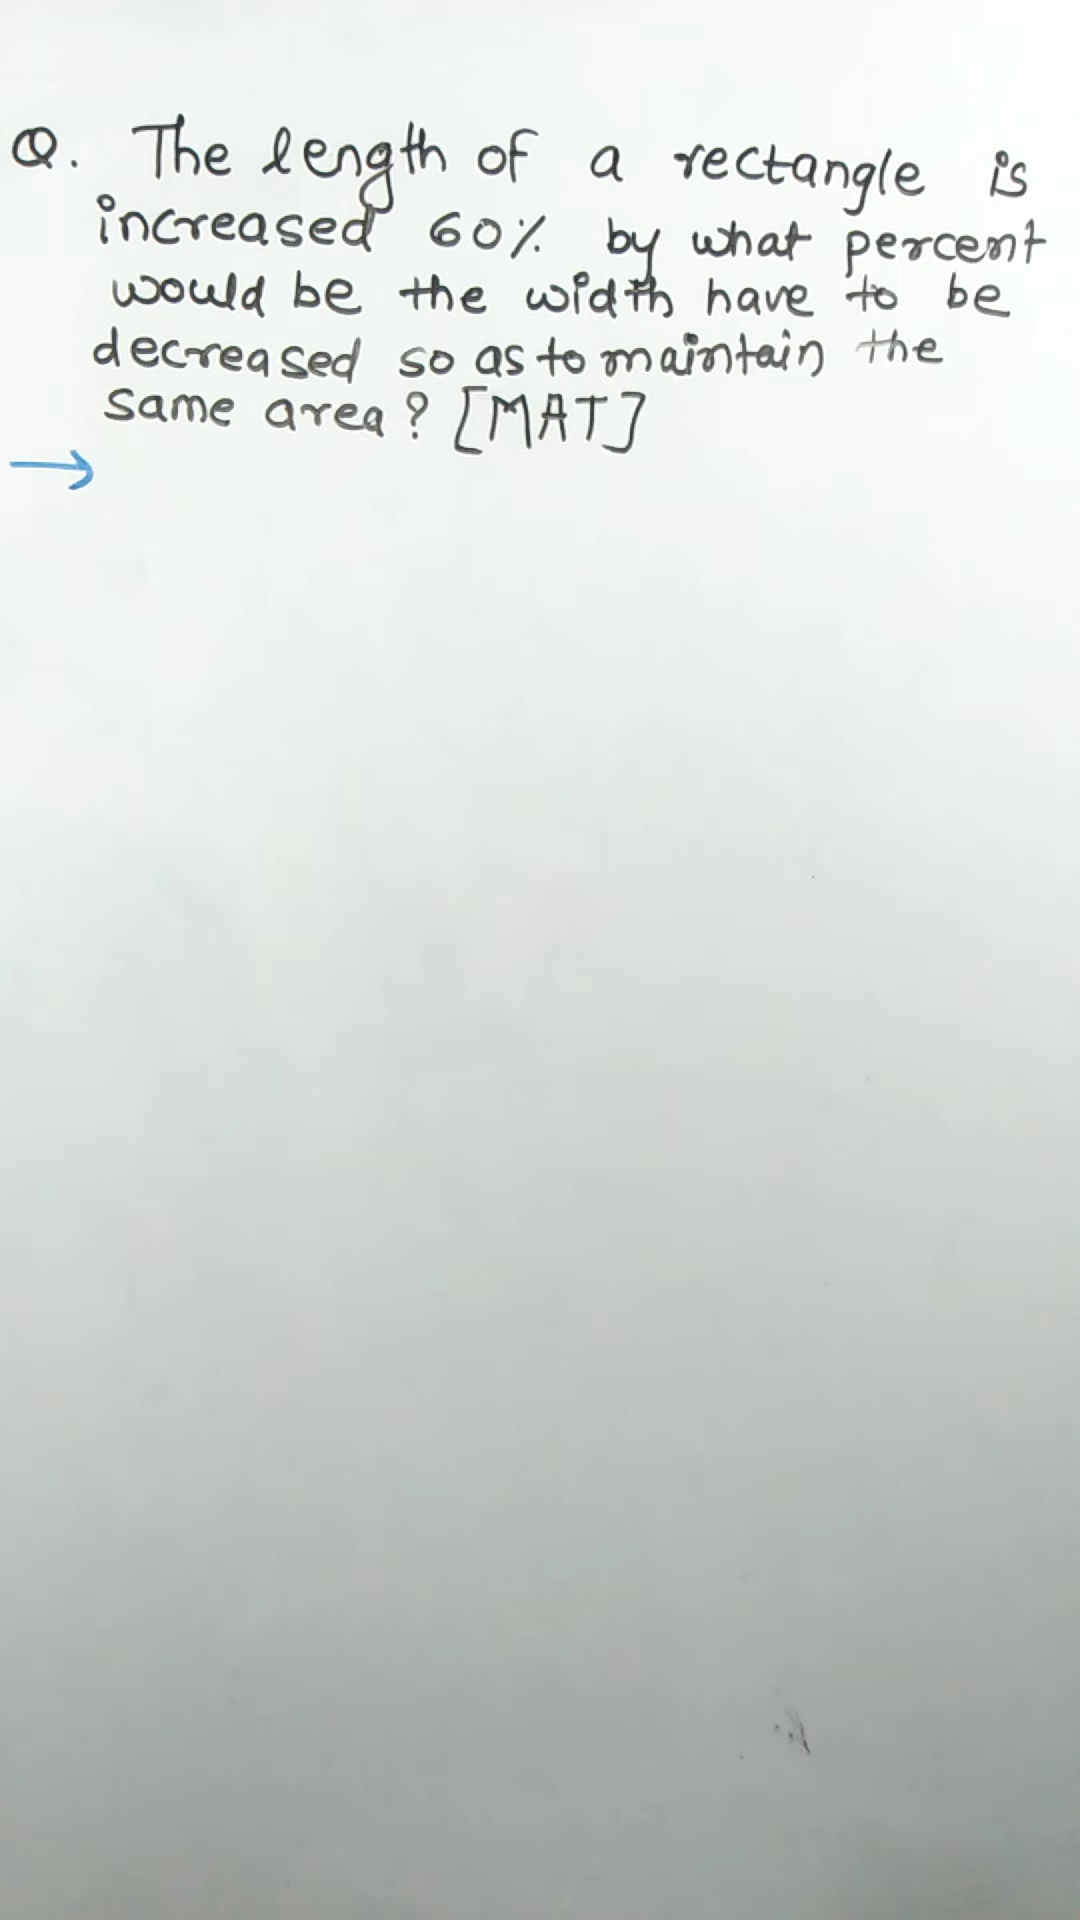 Q. The length of a rectangle is
increased 60% by what percent
would be the width have to be
decreased so as to maintain the
same area? [MAT]
→